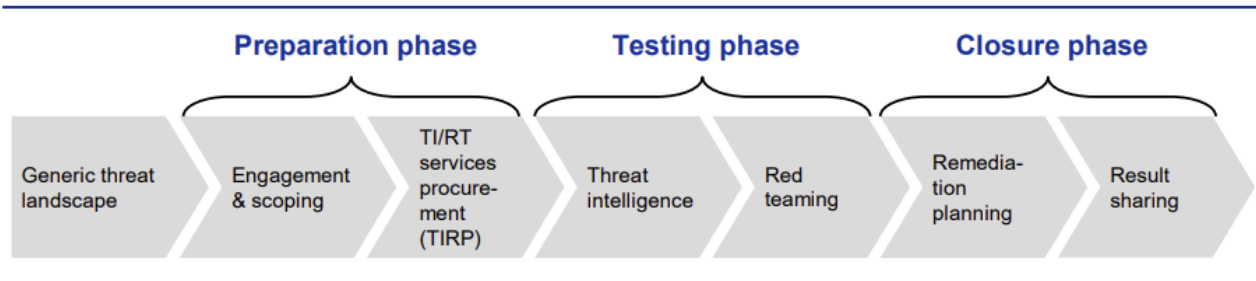 Preparation phase
Testing phase
Closure phase
Generic threat
landscape
Engagement
& scoping
TI/RT
services
procure-
ment
(TIRP)
Threat
intelligence
Red
teaming
Remedia-
tion
planning
Result
sharing